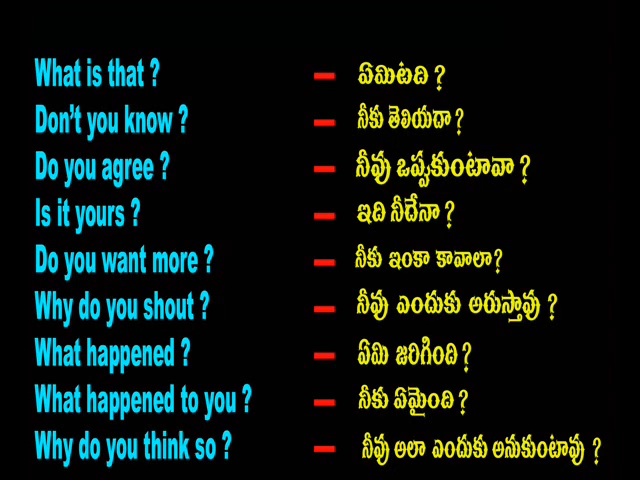 What is that ? – ఏమిటది ?
Don't you know ? – నీకు తెలియదా ?
Do you agree ? – నీవు ఒప్పకుంటావా ?
Is it yours ? – ఇది నీదేనా ?
Do you want more ? – నీకు ఇంకా కావాలా ?
Why do you shout ? – నీవు ఎందుకు అరుస్తావు ?
What happened ? – ఏమి జరిగింది ?
What happened to you ? – నీకు ఏమైంది ?
Why do you think so ? – నీవు అలా ఎందుకు అనుకుంటావు ?